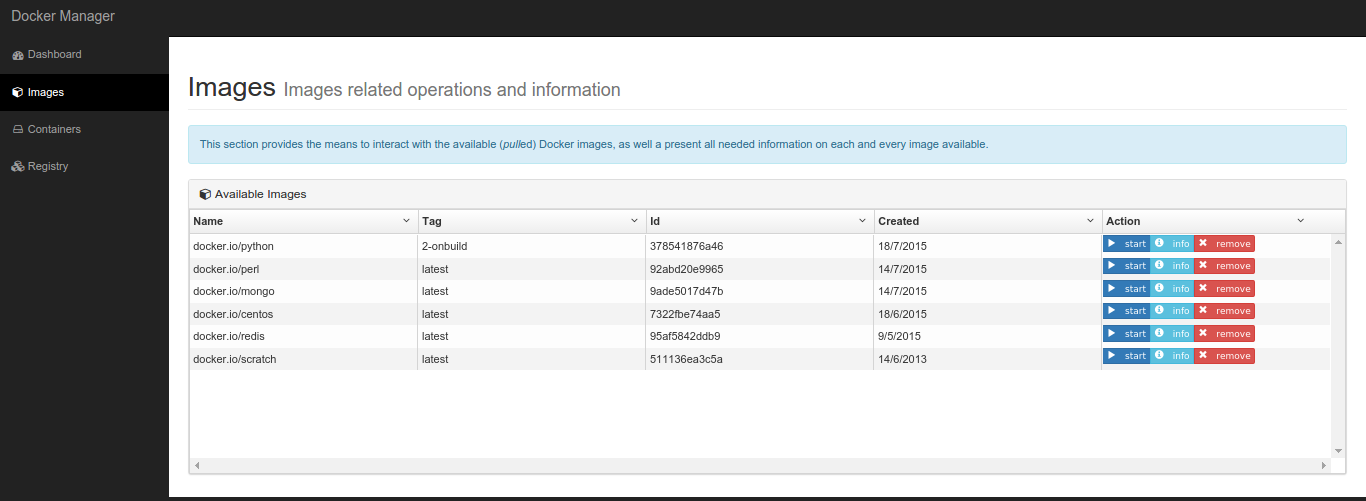 Docker Manager
Dashboard
Images
Containers
Registry
Images Images related operations and information
This section provides the means to interact with the available (pulled) Docker images, as well a present all needed information on each and every image available.
Available Images
Name Tag Id Created Action
docker.io/python 2-onbuild 378541876a46 18/7/2015 start info remove
docker.io/perl latest 92abd20e9965 14/7/2015 start info remove
docker.io/mongo latest 9ade5017d47b 14/7/2015 start info remove
docker.io/centos latest 7322fbe74aa5 18/6/2015 start info remove
docker.io/redis latest 95af5842ddb9 9/5/2015 start info remove
docker.io/scratch latest 511136ea3c5a 14/6/2013 start info remove